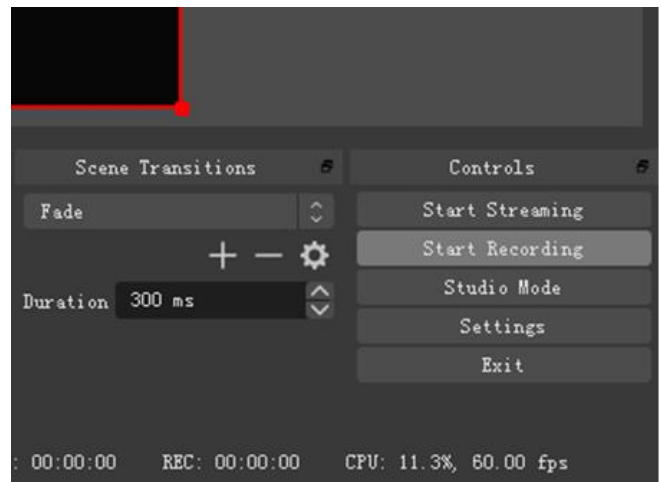 Scene Transitions
Fade
Duration 300 ms
Controls
Start Streaming
Start Recording
Studio Mode
Settings
Exit
: 00:00:00 REC: 00:00:00 CPU: 11.3%, 60.00 fps